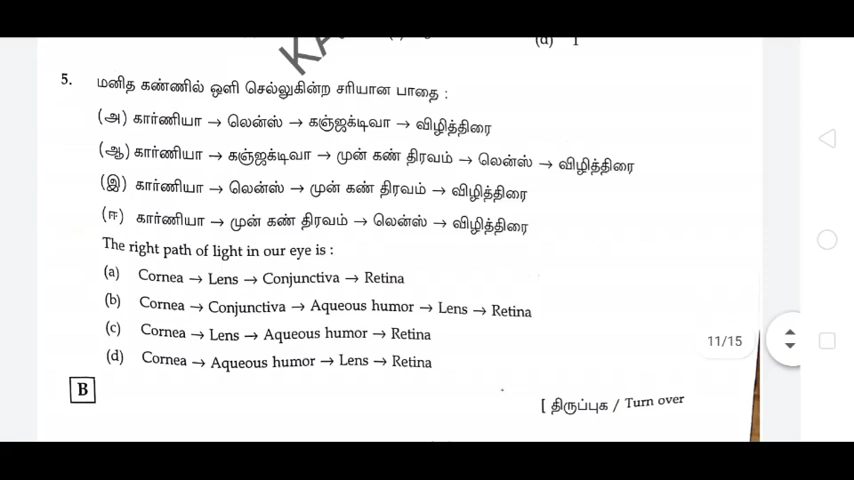 KA
(d) 1
5. மனித கண்ணில் ஒளி செல்லுகின்ற சரியான பாதை :
(அ) கார்ணியா → லென்ஸ் → கஞ்ஜக்டிவா → விழித்திரை
(ஆ) கார்ணியா → கஞ்ஜக்டிவா → முன் கண் திரவம் → லென்ஸ் → விழித்திரை
(இ) கார்ணியா → லென்ஸ் → முன் கண் திரவம் → விழித்திரை
(ஈ) கார்ணியா → முன் கண் திரவம் → லென்ஸ் → விழித்திரை
The right path of light in our eye is :
(a) Cornea → Lens → Conjunctiva → Retina
(b) Cornea → Conjunctiva → Aqueous humor → Lens → Retina
(c) Cornea → Lens → Aqueous humor → Retina
(d) Cornea → Aqueous humor → Lens → Retina
11/15
B
[ திருப்புக / Turn over